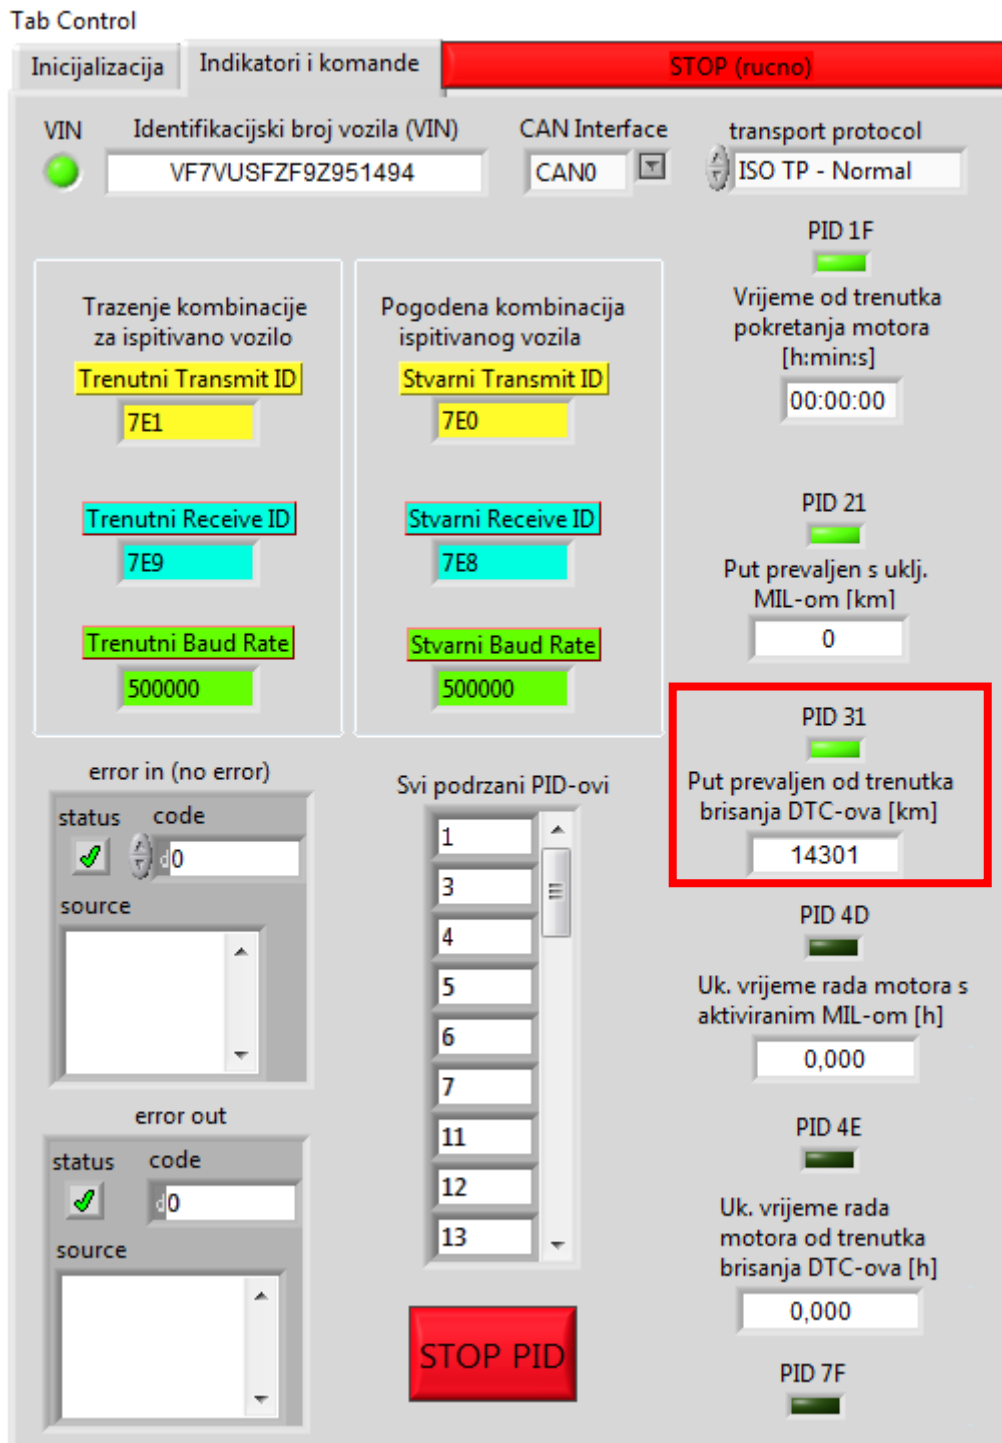 Tab Control
Inicijalizacija
Indikatori i komande
STOP (rucno)
VIN
Identifikacijski broj vozila (VIN)
VF7VUSFZF9Z951494
CAN Interface
CAN0
transport protocol
ISO TP - Normal
Trazenje kombinacije
za ispitivano vozilo
Trenutni Transmit ID
7E1
Trenutni Receive ID
7E9
Trenutni Baud Rate
500000
Pogodena kombinacija
ispitivanog vozila
Stvarni Transmit ID
7E0
Stvarni Receive ID
7E8
Stvarni Baud Rate
500000
PID 1F
Vrijeme od trenutka
pokretanja motora
[h:min:s]
00:00:00
PID 21
Put prevaljen s uklj.
MIL-om [km]
0
PID 31
Put prevaljen od trenutka
brisanja DTC-ova [km]
14301
PID 4D
Uk. vrijeme rada motora s
aktiviranim MIL-om [h]
0,000
PID 4E
Uk. vrijeme rada
motora od trenutka
brisanja DTC-ova [h]
0,000
PID 7F
error in (no error)
status
code
d0
source
error out
status
code
d0
source
Svi podrzani PID-ovi
1
3
4
5
6
7
11
12
13
STOP PID